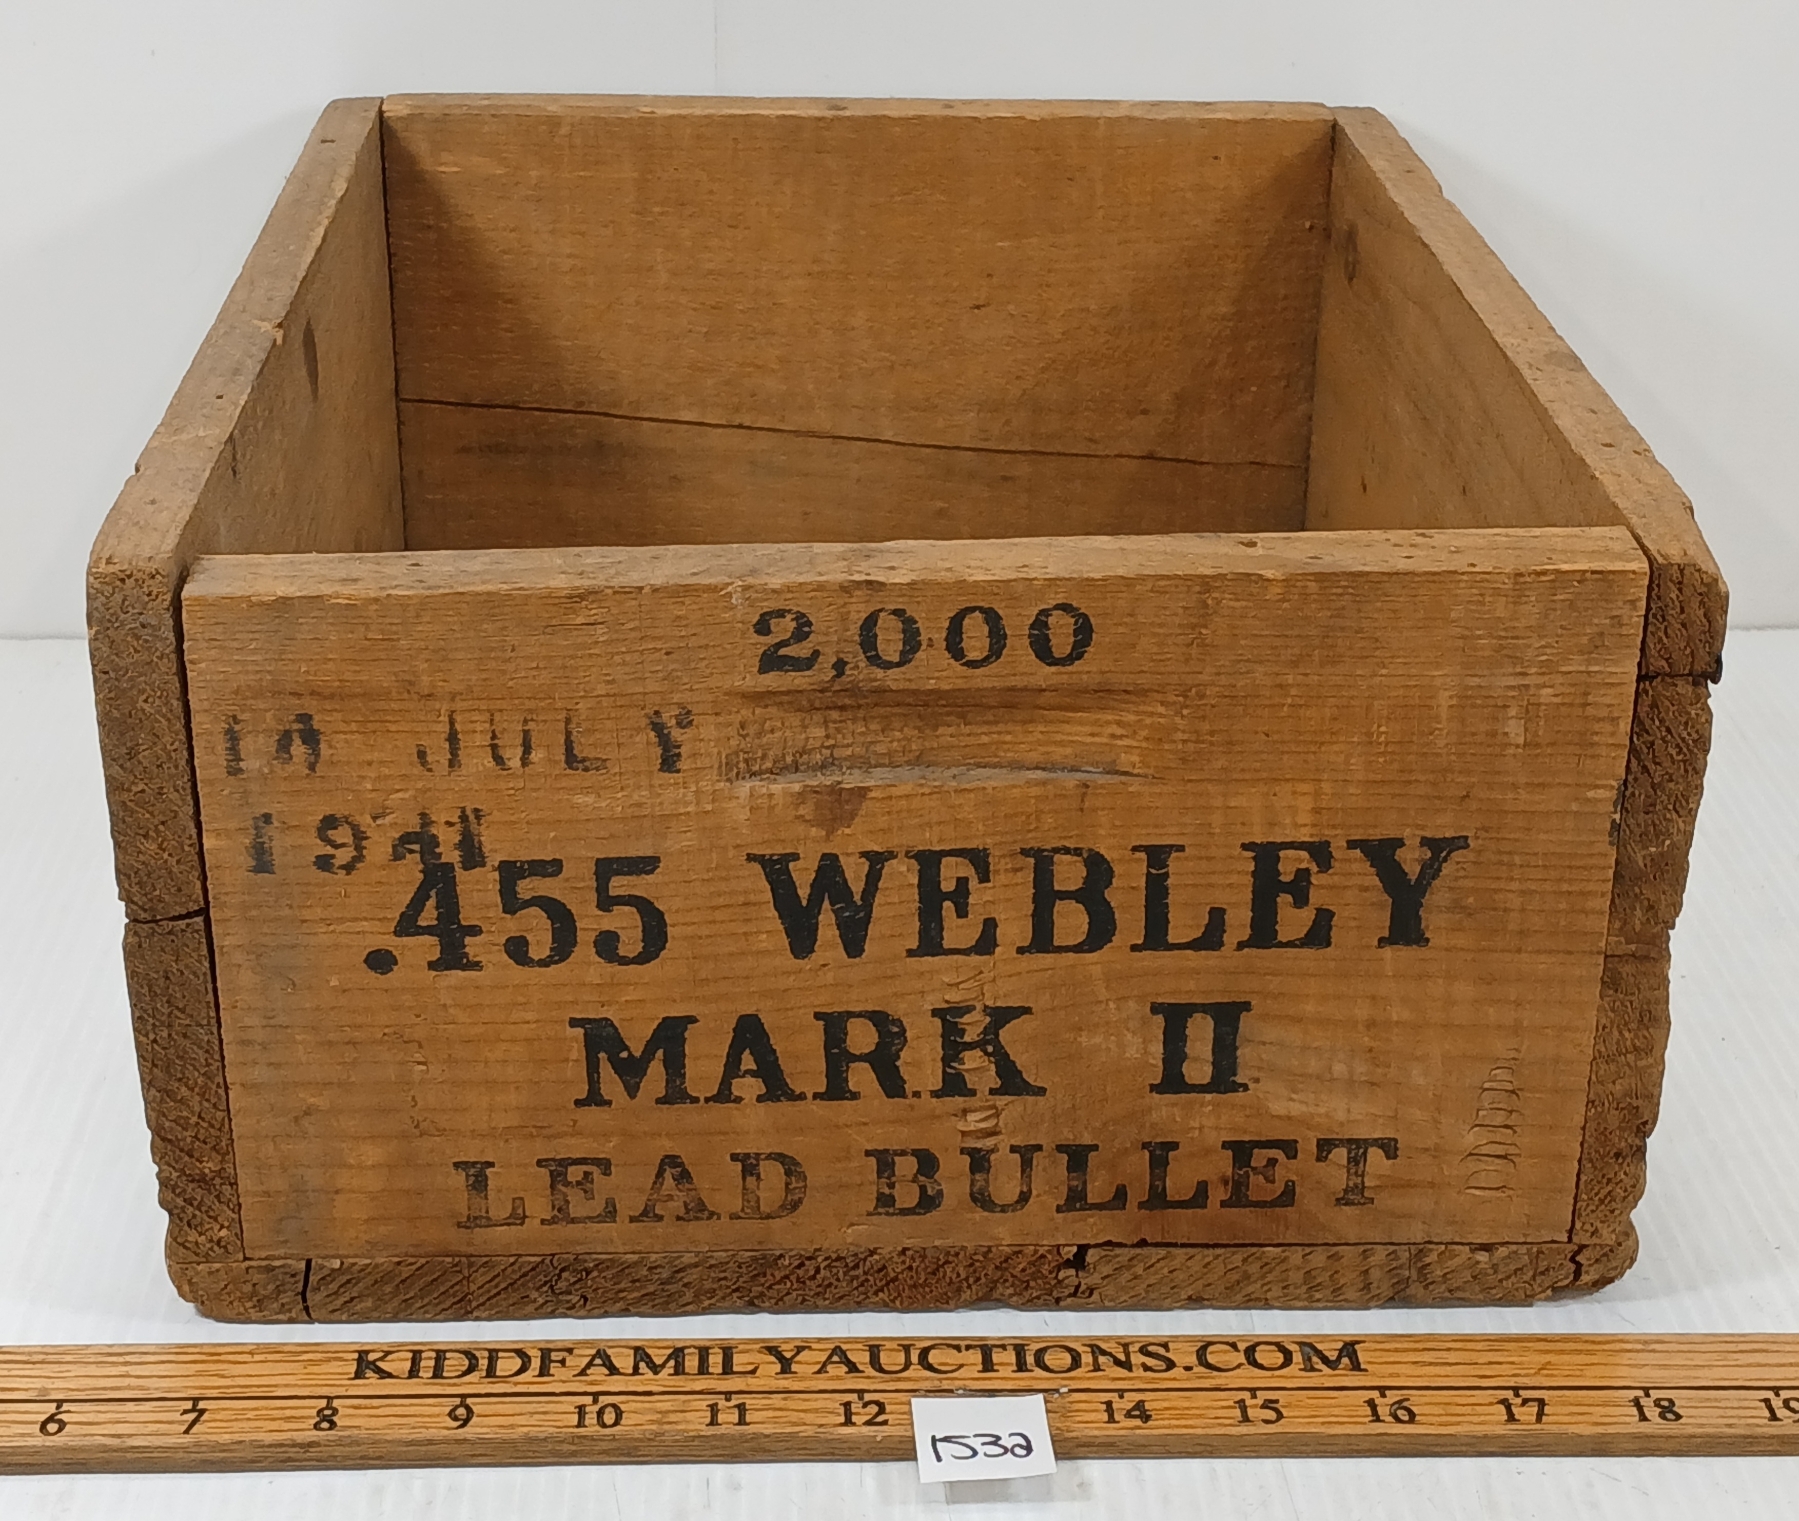 2,000
JULY
.455 WEBLEY
MARK II
LEAD BULLET
KIDDFAMILYAUCTIONS.COM
6 7 8 9 10 11 12 14 15 16 17 18 19
1532